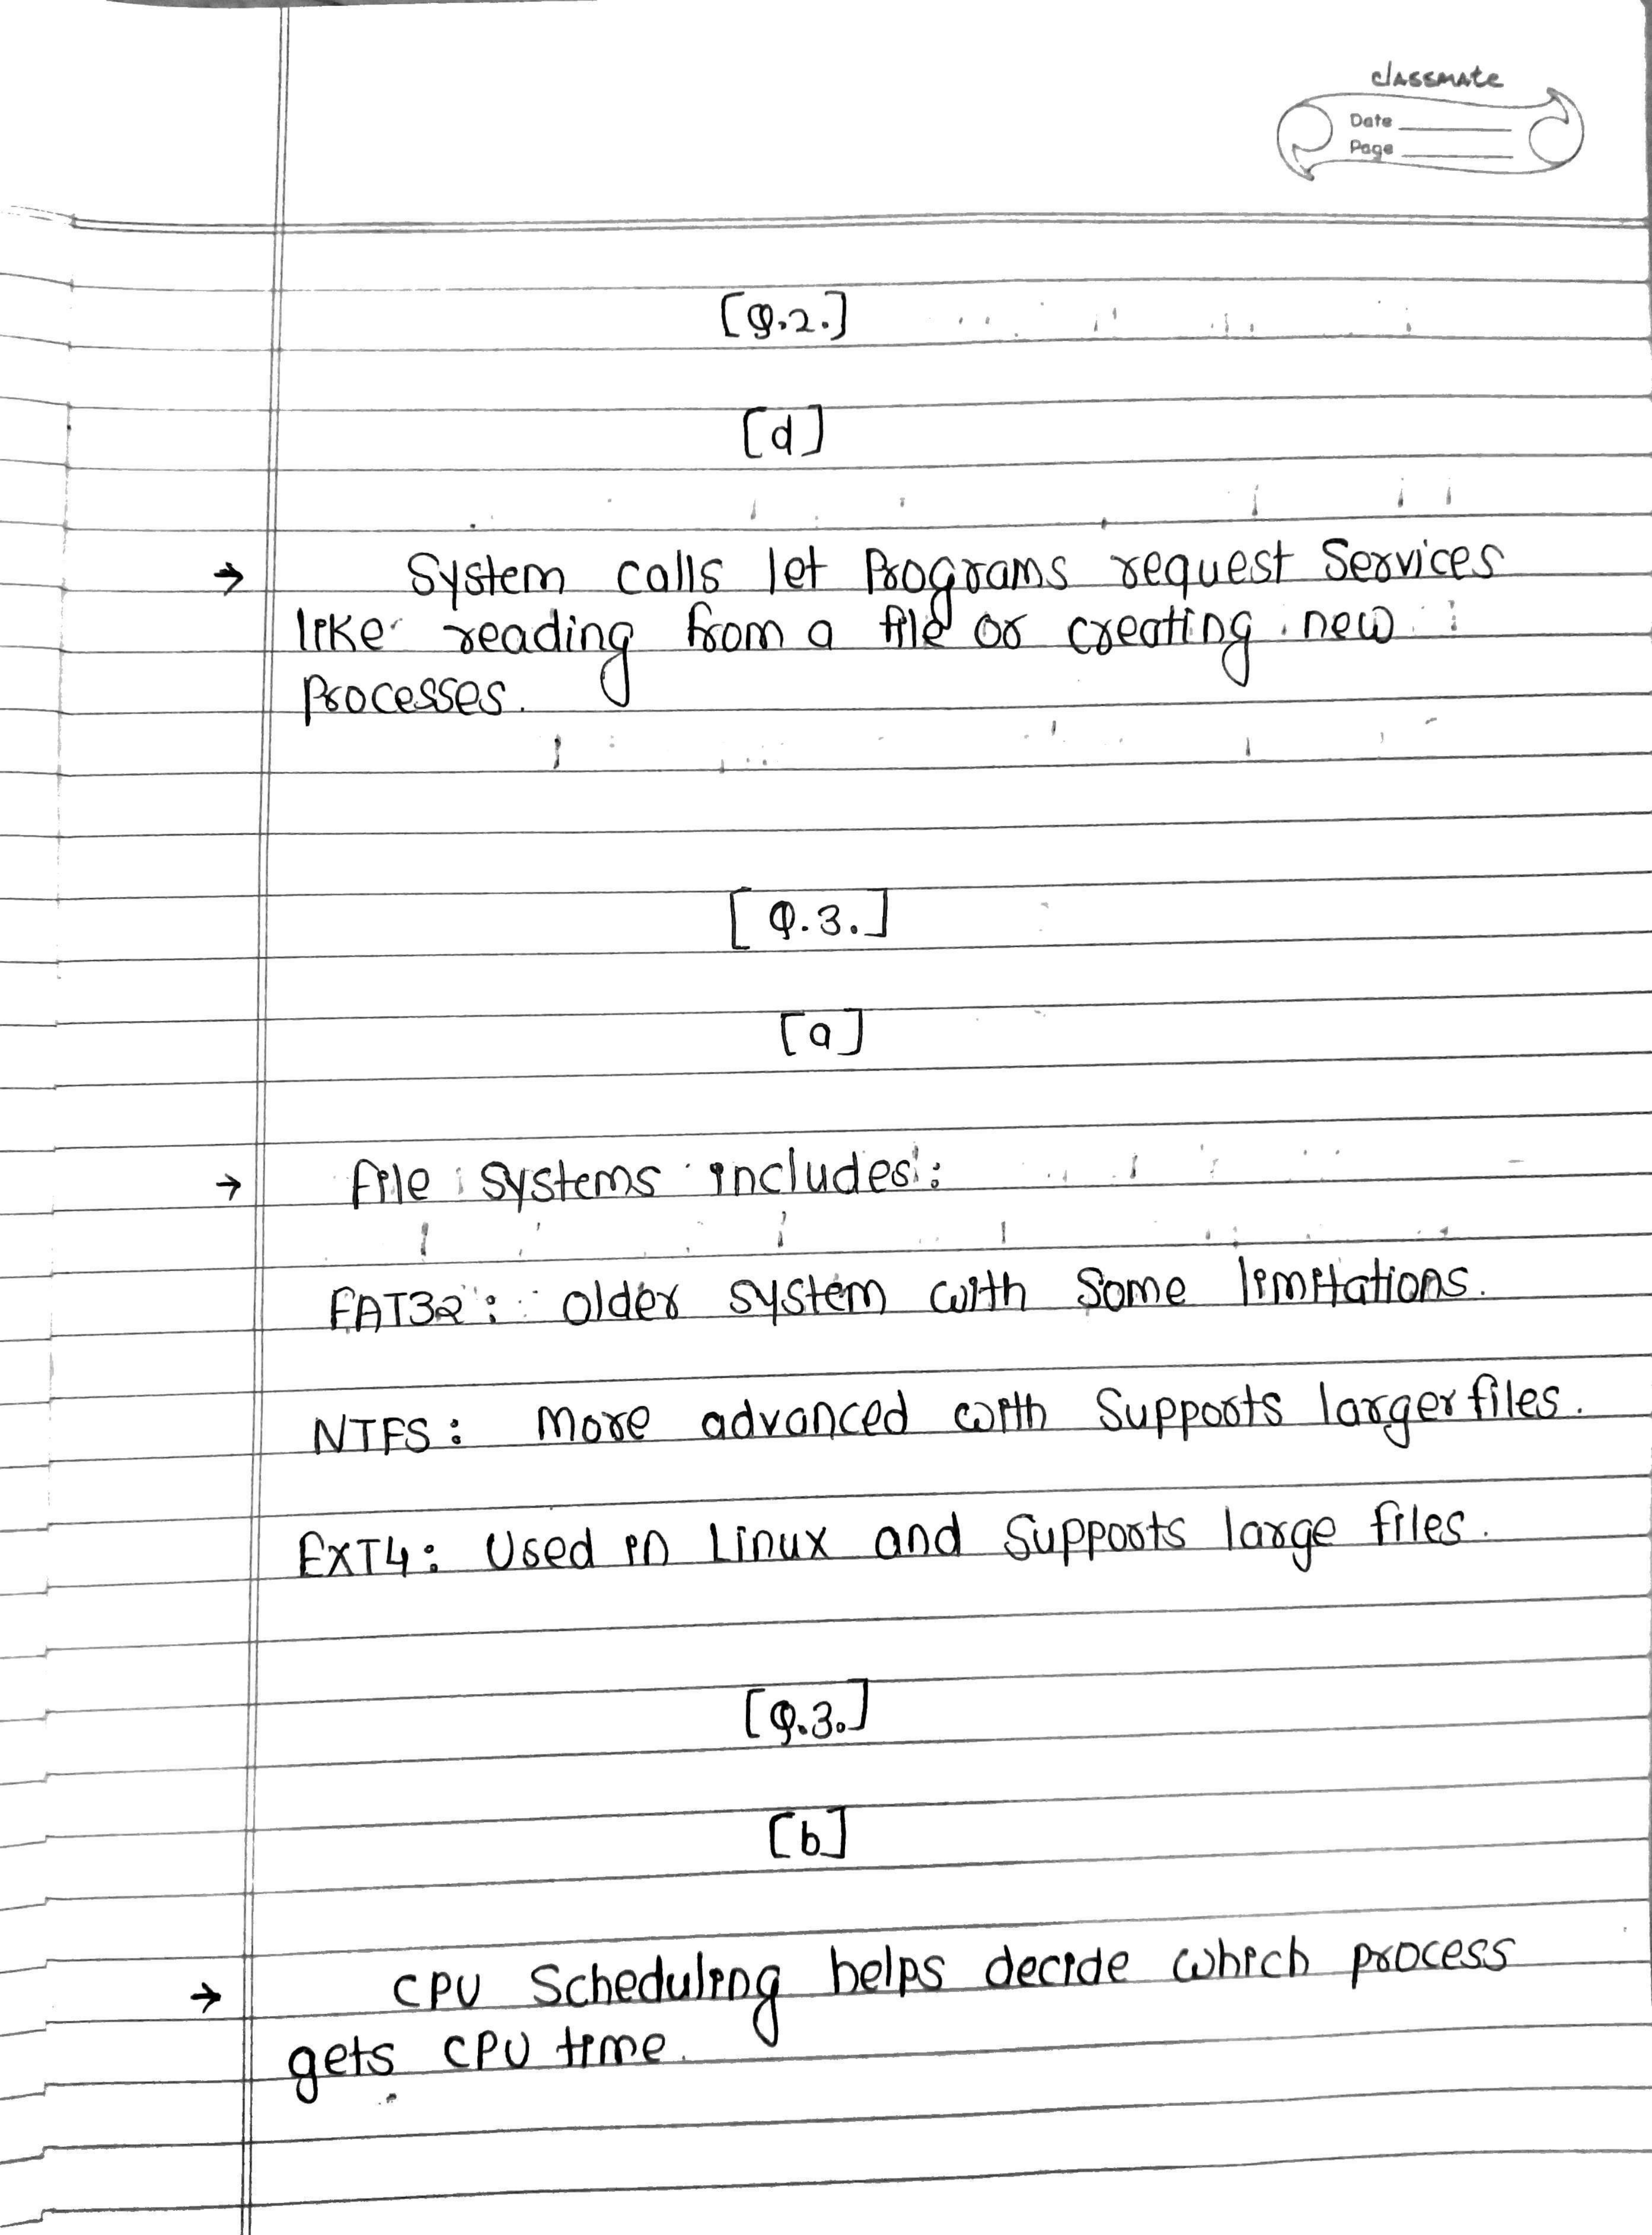 classmate
Date
Page
[Q.2.]
[d]
→ System calls let Programs request Services
like reading from a file or creating new
Processes.
[Q.3.]
[a]
→ File systems includes:
FAT32: Older system with Some limitations.
NTFS: More advanced with Supports larger files.
EXT4: Used in Linux and Supports large files.
[Q.3.]
[b]
→ CPU Scheduling helps decide which process
gets CPU time.